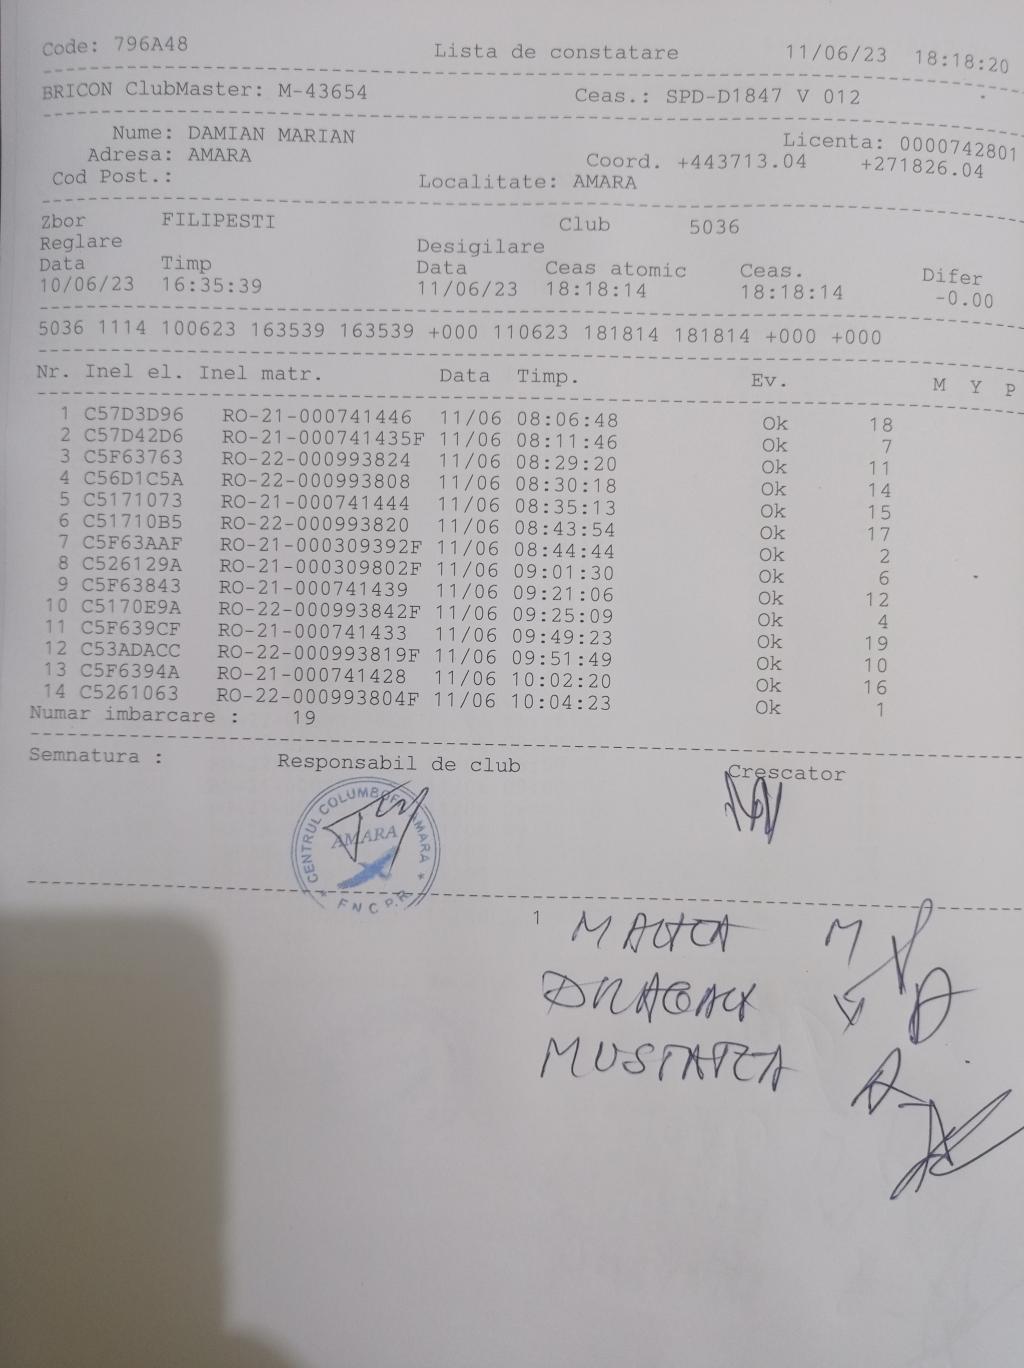 Code: 796A48 Lista de constatare 11/06/23 18:18:20
BRICON ClubMaster: M-43654 Ceas.: SPD-D1847 V 012
Nume: DAMIAN MARIAN Licenta: 0000742801
Adresa: AMARA Coord. +443713.04 +271826.04
Cod Post.: Localitate: AMARA
Zbor FILIPESTI Club 5036
Reglare Desigilare
Data Timp Data Ceas atomic Ceas. Difer
10/06/23 16:35:39 11/06/23 18:18:14 18:18:14 -0.00
5036 1114 100623 163539 163539 +000 110623 181814 181814 +000 +000
Nr. Inel el. Inel matr. Data Timp. Ev. M Y P
1 C57D3D96 RO-21-000741446 11/06 08:06:48 Ok 18
2 C57D42D6 RO-21-000741435F 11/06 08:11:46 Ok 7
3 C5F63763 RO-22-000993824 11/06 08:29:20 Ok 11
4 C56D1C5A RO-22-000993808 11/06 08:30:18 Ok 14
5 C5171073 RO-21-000741444 11/06 08:35:13 Ok 15
6 C51710B5 RO-22-000993820 11/06 08:43:54 Ok 17
7 C5F63AAF RO-21-000309392F 11/06 08:44:44 Ok 2
8 C526129A RO-21-000309802F 11/06 09:01:30 Ok 6
9 C5F63843 RO-21-000741439 11/06 09:21:06 Ok 12
10 C5170E9A RO-22-000993842F 11/06 09:25:09 Ok 4
11 C5F639CF RO-21-000741433 11/06 09:49:23 Ok 19
12 C53ADACC RO-22-000993819F 11/06 09:51:49 Ok 10
13 C5F6394A RO-21-000741428 11/06 10:02:20 Ok 16
14 C5261063 RO-22-000993804F 11/06 10:04:23 Ok 1
Numar imbarcare : 19
Semnatura : Responsabil de club Crescator
CENTRUL COLUMBOFIL AMARA
AMARA
F N C P.R.
1
MUSTATEA